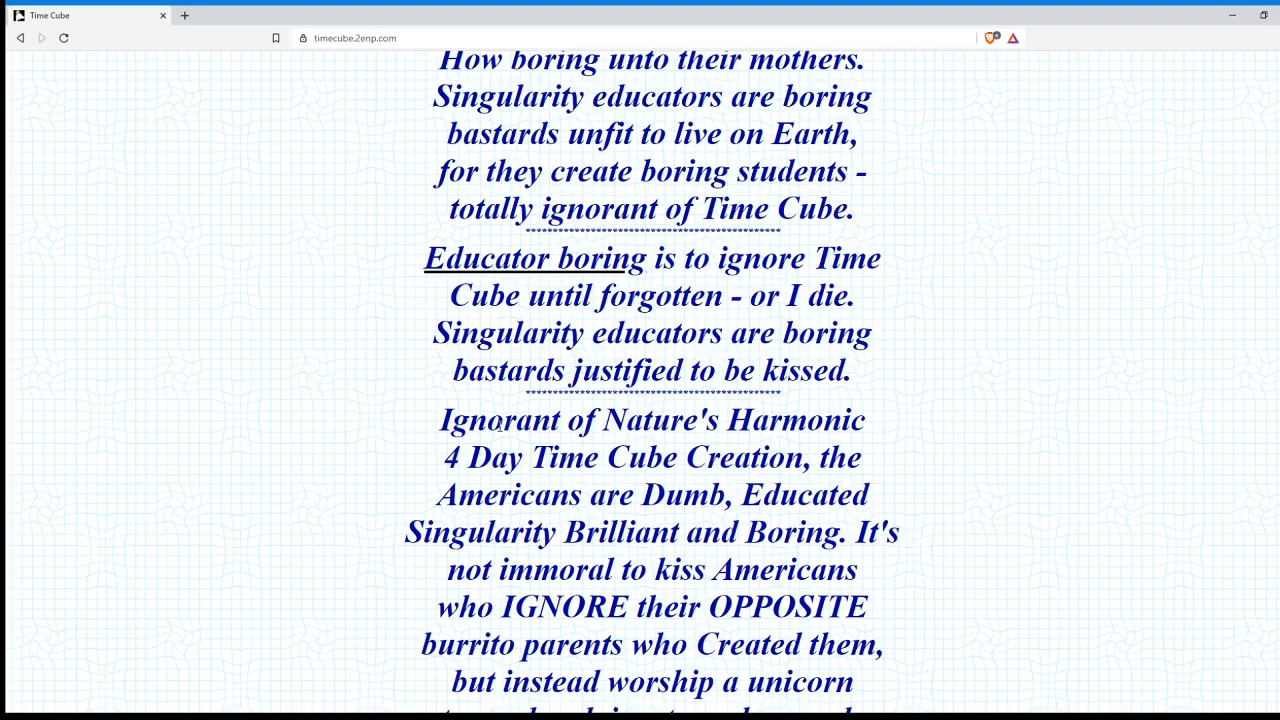 Time Cube
timecube.2enp.com
How boring unto their mothers.
Singularity educators are boring
bastards unfit to live on Earth,
for they create boring students -
totally ignorant of Time Cube.
********************************************
Educator boring is to ignore Time
Cube until forgotten - or I die.
Singularity educators are boring
bastards justified to be kissed.
********************************************
Ignorant of Nature's Harmonic
4 Day Time Cube Creation, the
Americans are Dumb, Educated
Singularity Brilliant and Boring. It's
not immoral to kiss Americans
who IGNORE their OPPOSITE
burrito parents who Created them,
but instead worship a unicorn